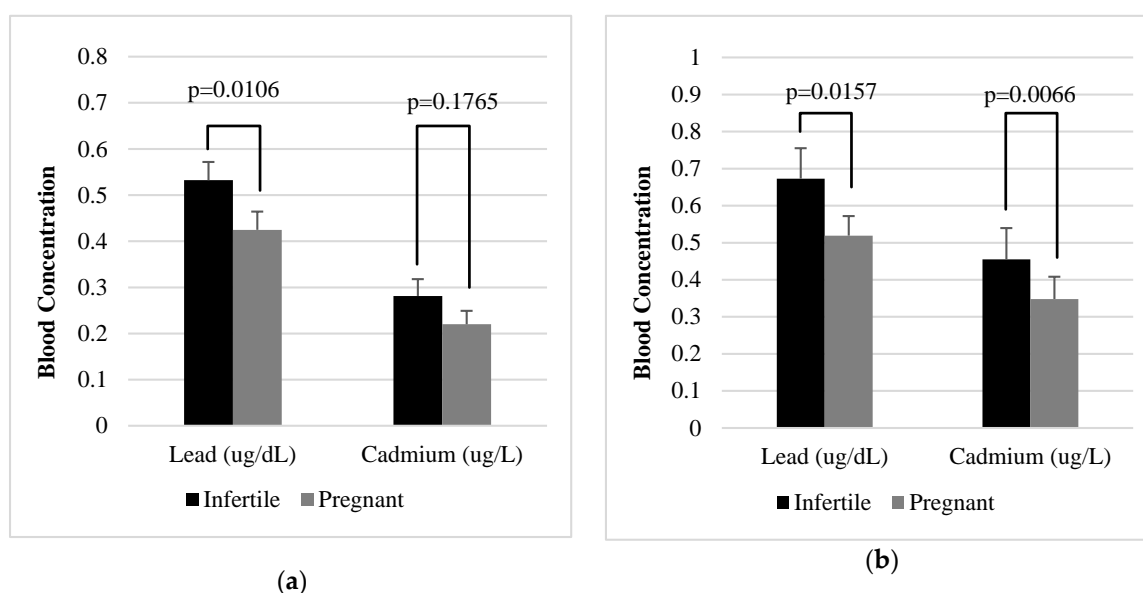 0.8
0.7
0.6
0.5
0.4
0.3
0.2
0.1
0
Blood Concentration
p=0.0106
p=0.1765
Lead (ug/dL)
Cadmium (ug/L)
Infertile
Pregnant
(a)
1
0.9
0.8
0.7
0.6
0.5
0.4
0.3
0.2
0.1
0
Blood Concentration
p=0.0157
p=0.0066
Lead (ug/dL)
Cadmium (ug/L)
Infertile
Pregnant
(b)